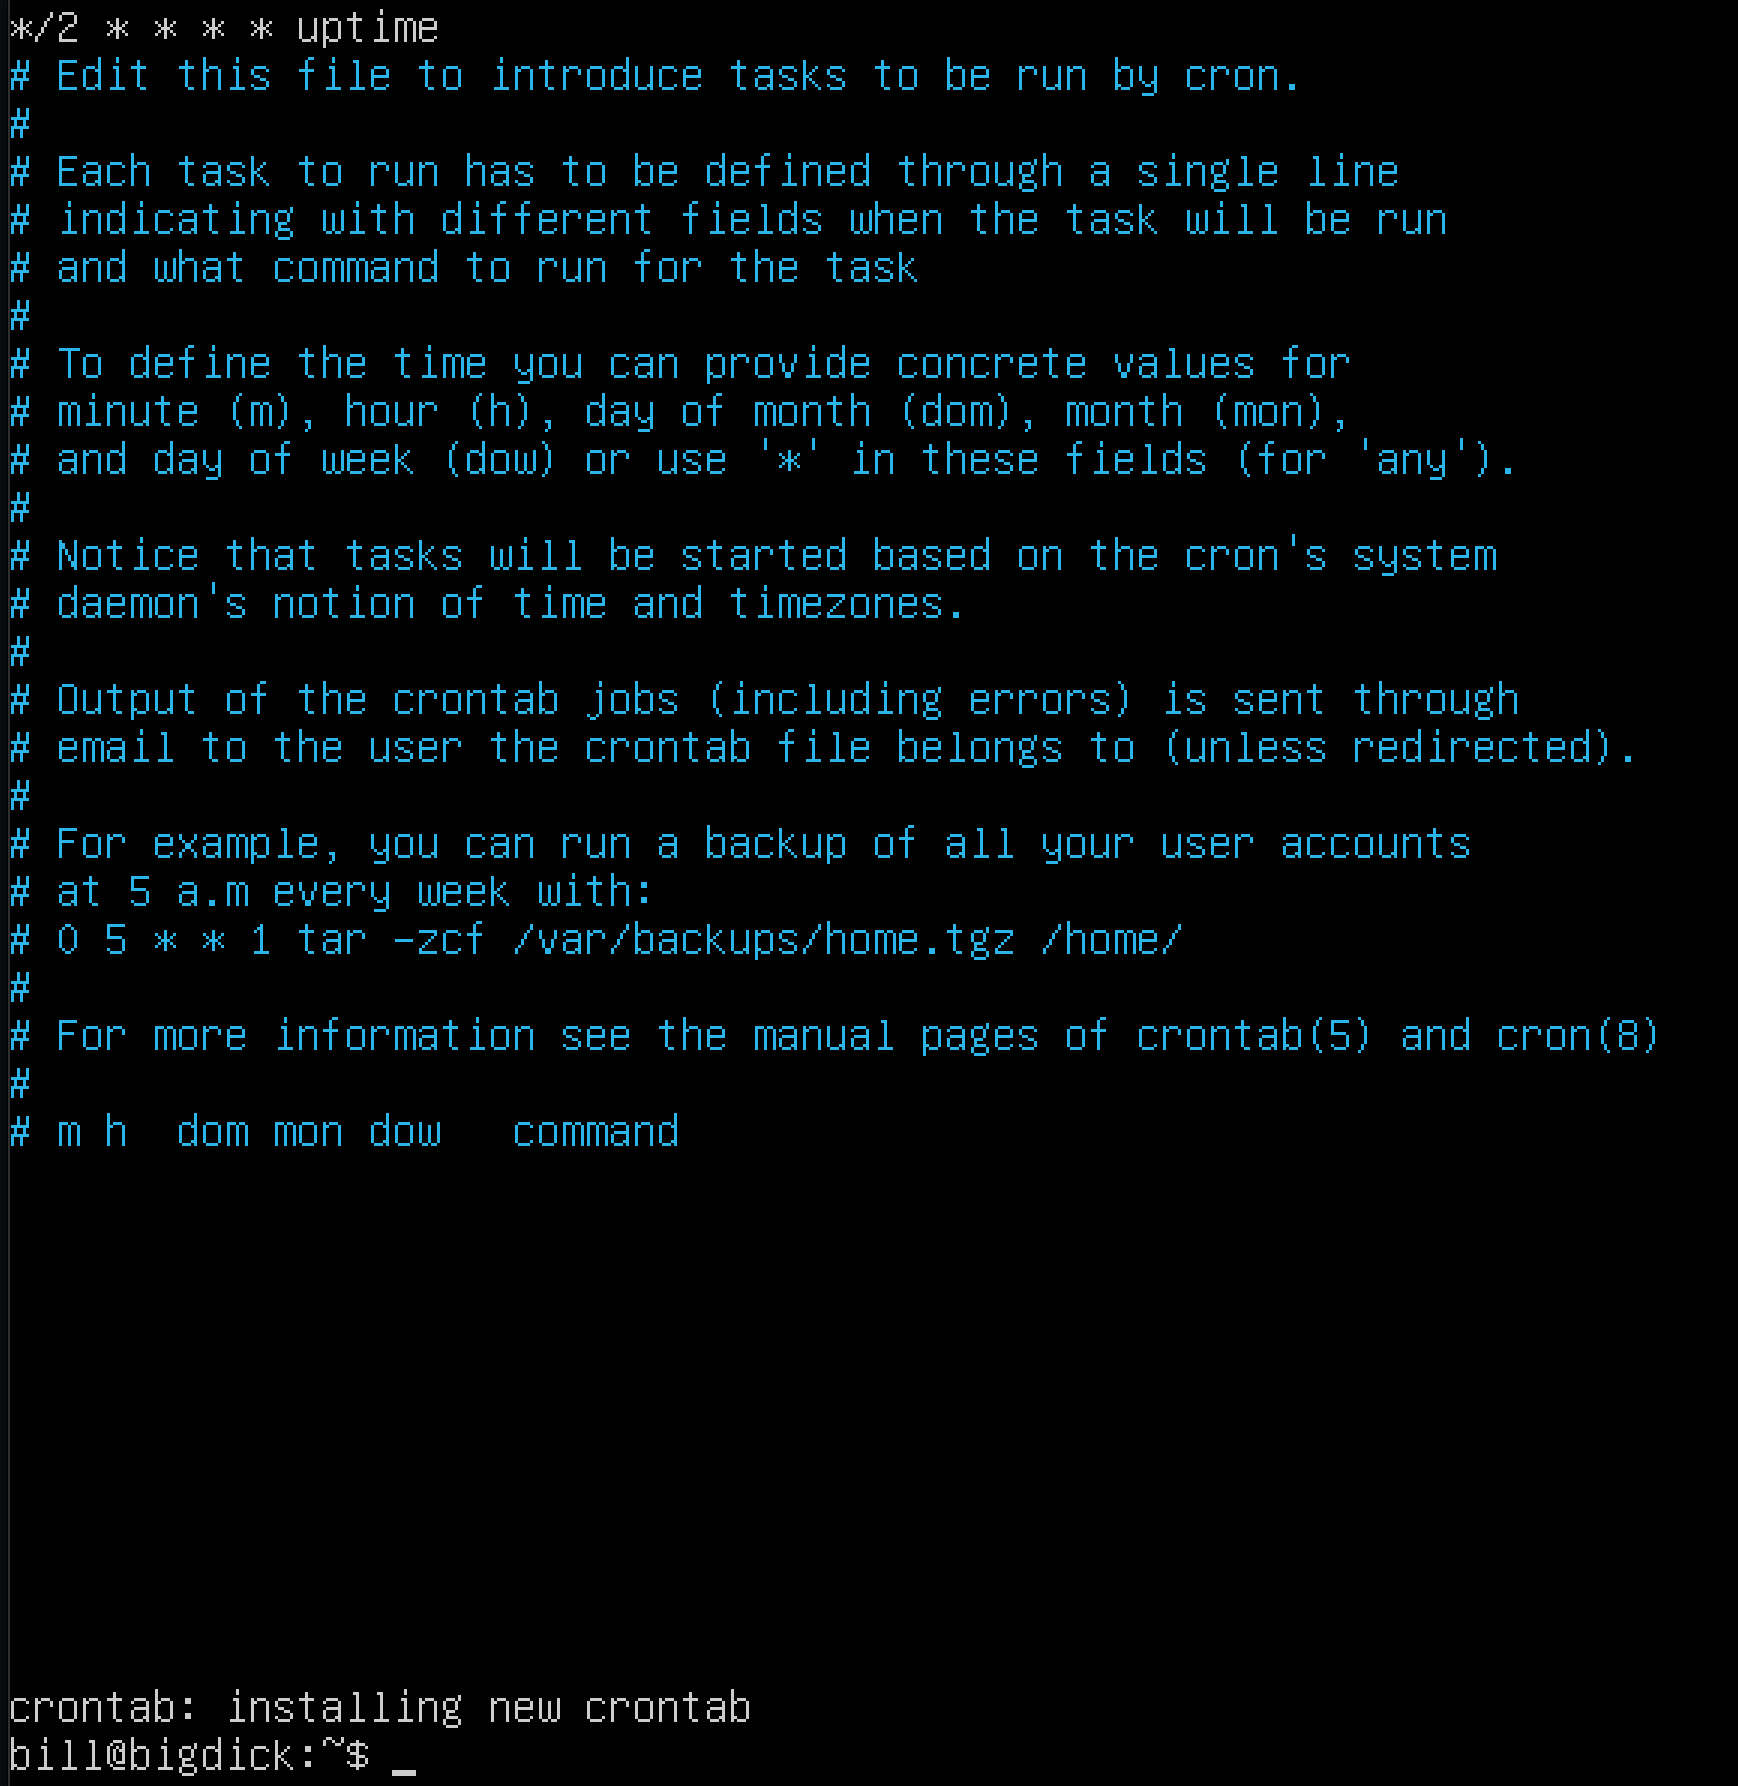 */2 * * * * uptime
# Edit this file to introduce tasks to be run by cron.
#
# Each task to run has to be defined through a single line
# indicating with different fields when the task will be run
# and what command to run for the task
#
# To define the time you can provide concrete values for
# minute (m), hour (h), day of month (dom), month (mon),
# and day of week (dow) or use '*' in these fields (for 'any').
#
# Notice that tasks will be started based on the cron's system
# daemon's notion of time and timezones.
#
# Output of the crontab jobs (including errors) is sent through
# email to the user the crontab file belongs to (unless redirected).
#
# For example, you can run a backup of all your user accounts
# at 5 a.m every week with:
# 0 5 * * 1 tar -zcf /var/backups/home.tgz /home/
#
# For more information see the manual pages of crontab(5) and cron(8)
#
# m h  dom mon dow   command
crontab: installing new crontab
bill@bigdick:~$ _